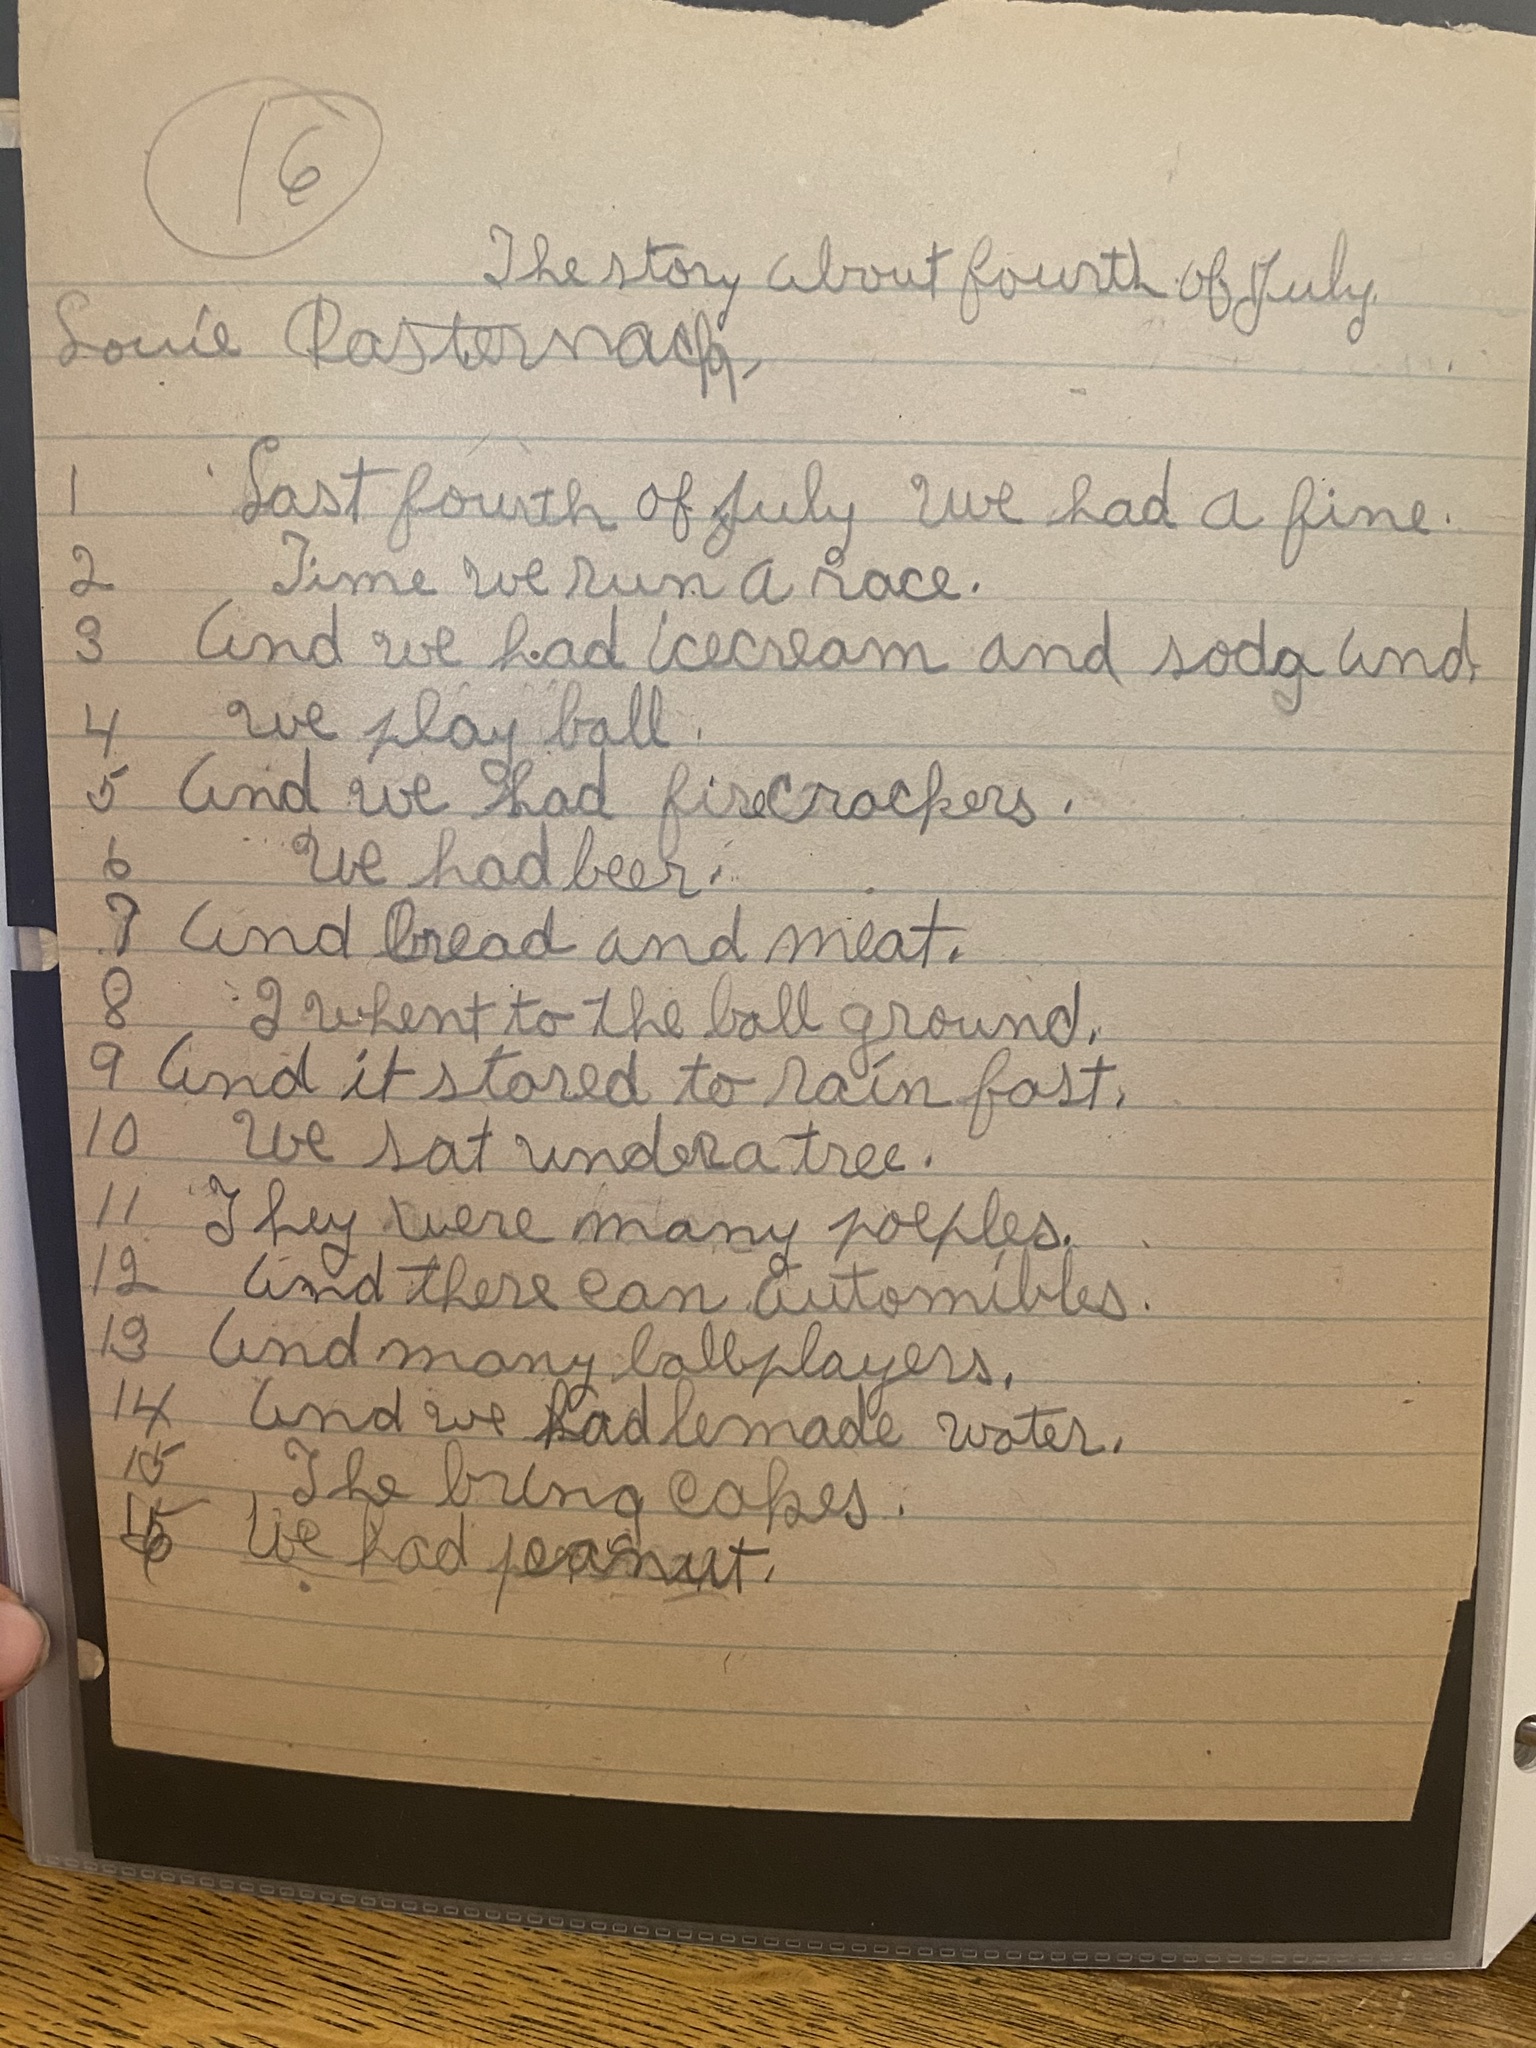 16
The story about fourth of July.
Louie Pasternack.
1 Last fourth of July we had a fine.
2 Time we run a race.
3 And we had icecream and soda and
4 we play ball.
5 And we had firecrackers.
6 We had beer.
7 And bread and meat.
8 I whent to the ball ground.
9 And it stared to rain fast.
10 We sat under a tree.
11 They were many poeples.
12 And there can automibles.
13 And many ballplayers.
14 And we had lemade water.
15 The bring cakes.
16 We had peanut.